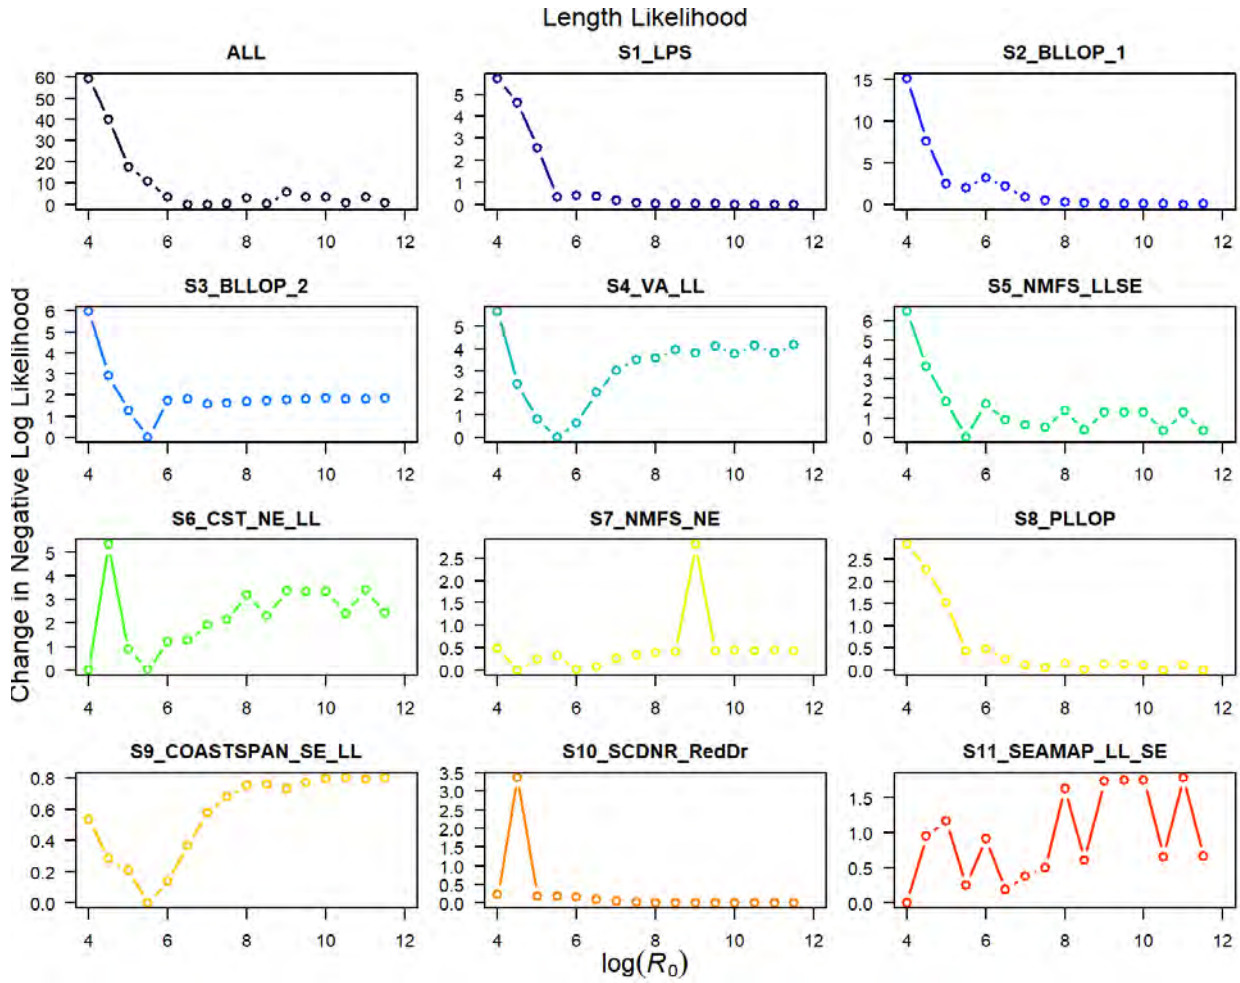 Length Likelihood
ALL
S1_LPS
S2_BLLOP_1
60
50
40
30
20
10
0
4 6 8 10 12
5
4
3
2
1
0
4 6 8 10 12
15
10
5
0
4 6 8 10 12
S3_BLLOP_2
S4_VA_LL
S5_NMFS_LLSE
6
5
4
3
2
1
0
4 6 8 10 12
5
4
3
2
1
0
4 6 8 10 12
6
5
4
3
2
1
0
4 6 8 10 12
Change in Negative Log Likelihood
S6_CST_NE_LL
S7_NMFS_NE
S8_PLLOP
5
4
3
2
1
0
4 6 8 10 12
2.5
2.0
1.5
1.0
0.5
0.0
4 6 8 10 12
2.5
2.0
1.5
1.0
0.5
0.0
4 6 8 10 12
S9_COASTSPAN_SE_LL
S10_SCDNR_RedDr
S11_SEAMAP_LL_SE
0.8
0.6
0.4
0.2
0.0
4 6 8 10 12
3.5
3.0
2.5
2.0
1.5
1.0
0.5
0.0
4 6 8 10 12
1.5
1.0
0.5
0.0
4 6 8 10 12
log(R₀)